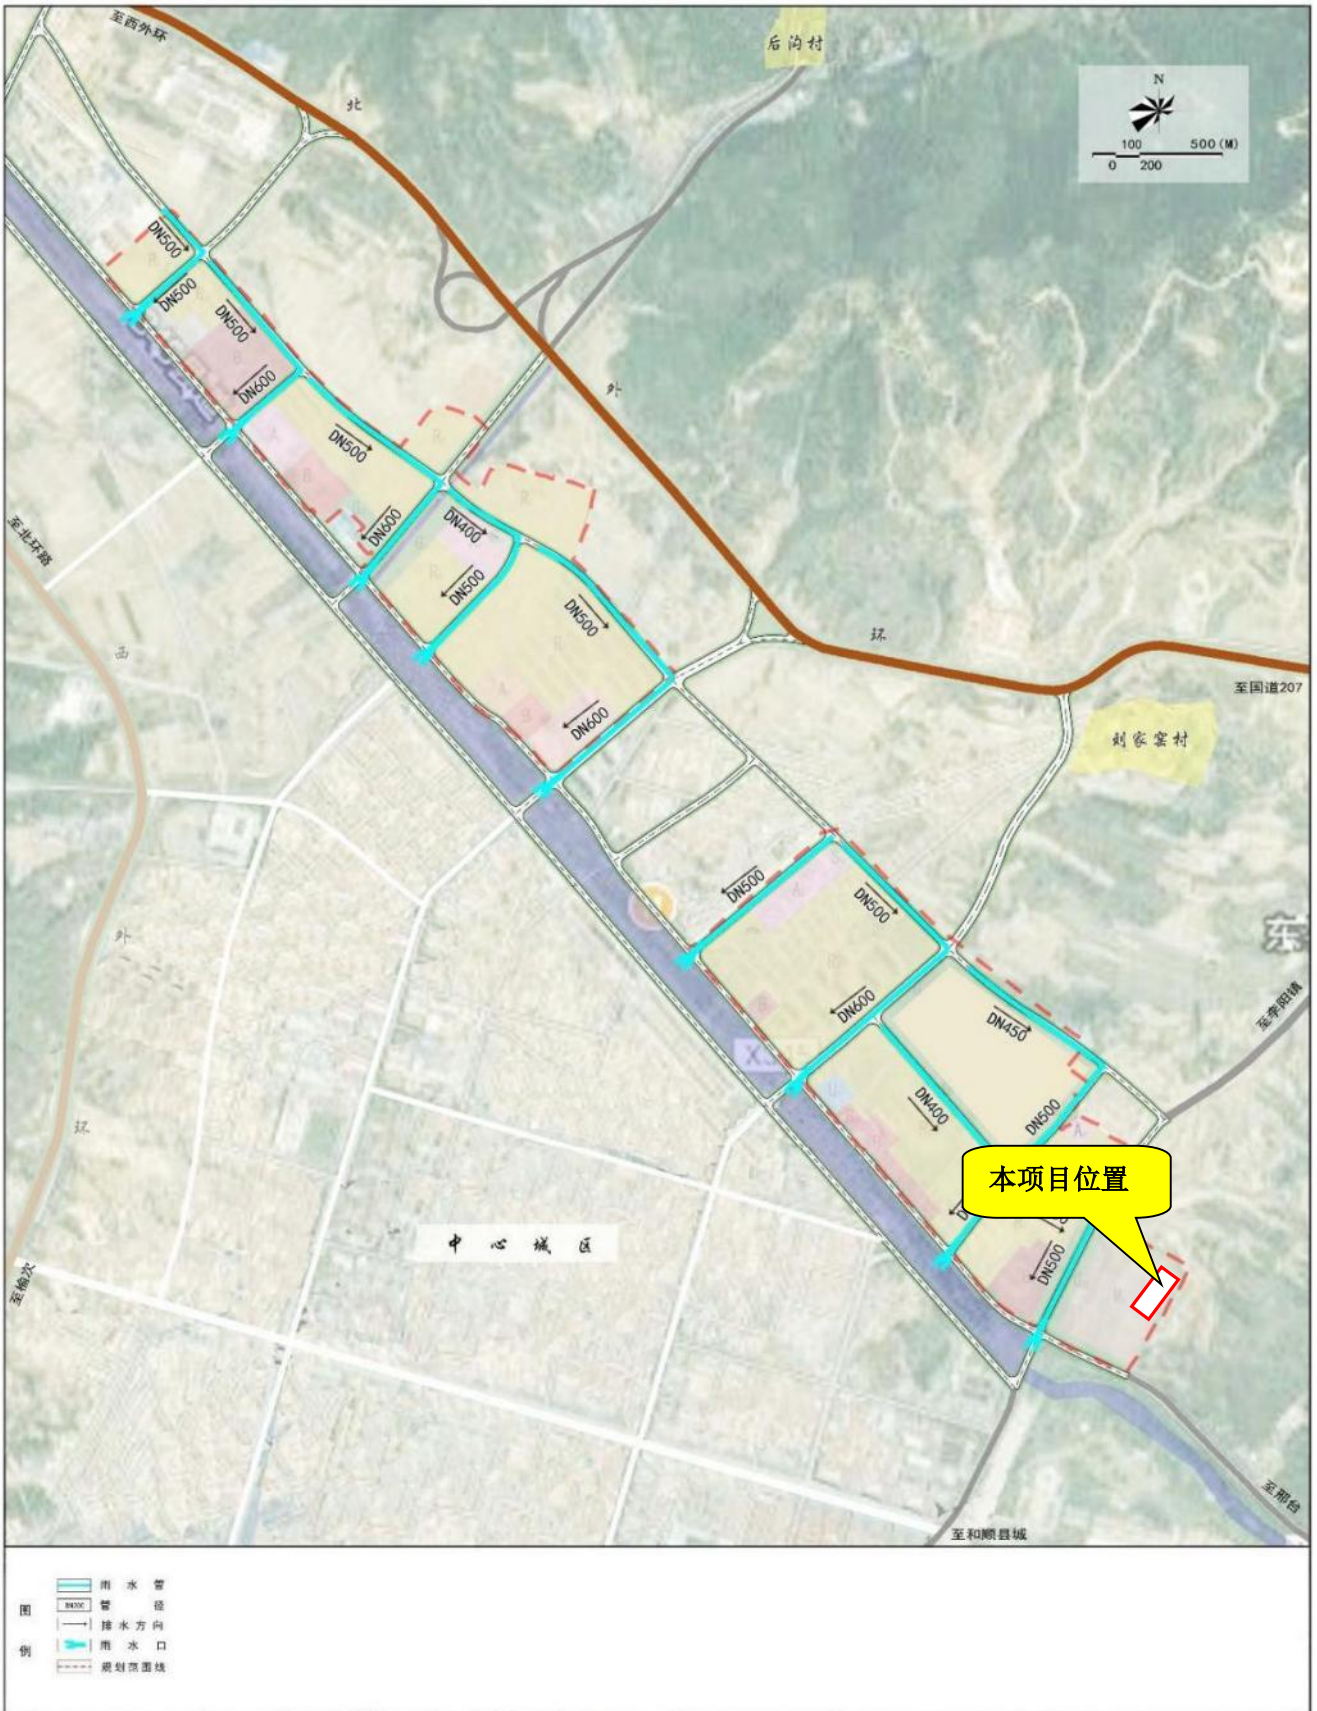 至西外环
后沟村
北
N
100 500 (M)
0 200
DN500
DN500
DN500
DN600
外
DN500
DN600
DN400
DN500
DN500
DN600
至北环路
西
环
至国道207
刘家窑村
DN500
DN500
DN600
DN450
DN400
DN500
DN500
东
至李阳镇
外
环
本项目位置
中心城区
至榆次
至邢台
至和顺县城
图例
雨水管
DN200 管径
排水方向
雨水口
规划范围线